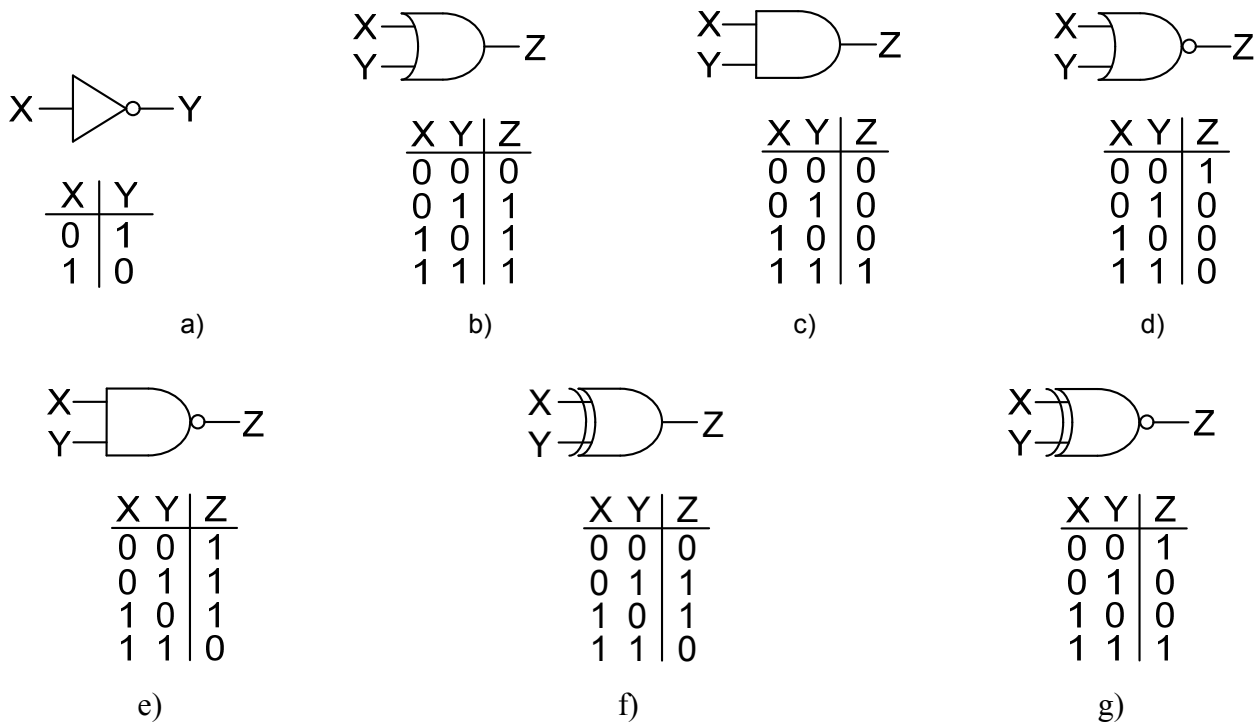 X Y
X Y
0 1
1 0
a)
X
Y Z
X Y Z
0 0 0
0 1 1
1 0 1
1 1 1
b)
X
Y Z
X Y Z
0 0 0
0 1 0
1 0 0
1 1 1
c)
X
Y Z
X Y Z
0 0 1
0 1 0
1 0 0
1 1 0
d)
X
Y Z
X Y Z
0 0 1
0 1 1
1 0 1
1 1 0
e)
X
Y Z
X Y Z
0 0 0
0 1 1
1 0 1
1 1 0
f)
X
Y Z
X Y Z
0 0 1
0 1 0
1 0 0
1 1 1
g)